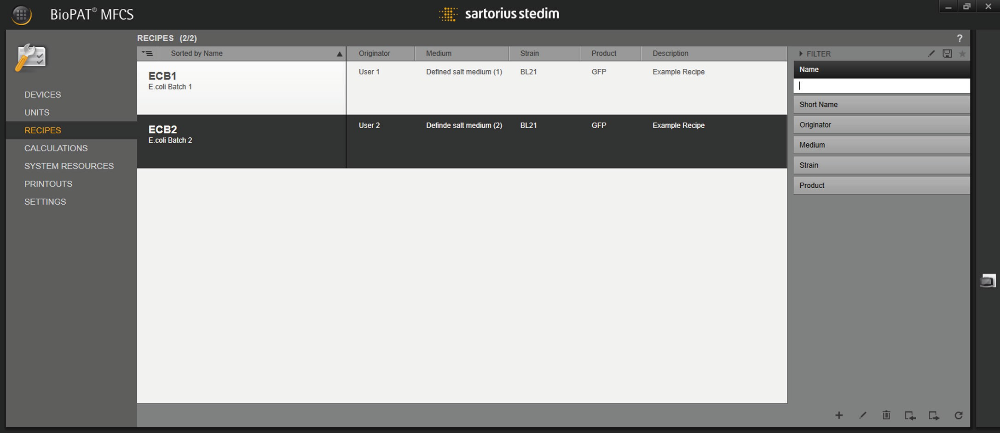 BioPAT® MFCS
sartorius stedim
RECIPES (2/2)
?
Sorted by Name
Originator
Medium
Strain
Product
Description
FILTER
DEVICES
UNITS
RECIPES
CALCULATIONS
SYSTEM RESOURCES
PRINTOUTS
SETTINGS
ECB1
E.coli Batch 1
User 1
Defined salt medium (1)
BL21
GFP
Example Recipe
ECB2
E.coli Batch 2
User 2
Definde salt medium (2)
BL21
GFP
Example Recipe
Name
Short Name
Originator
Medium
Strain
Product